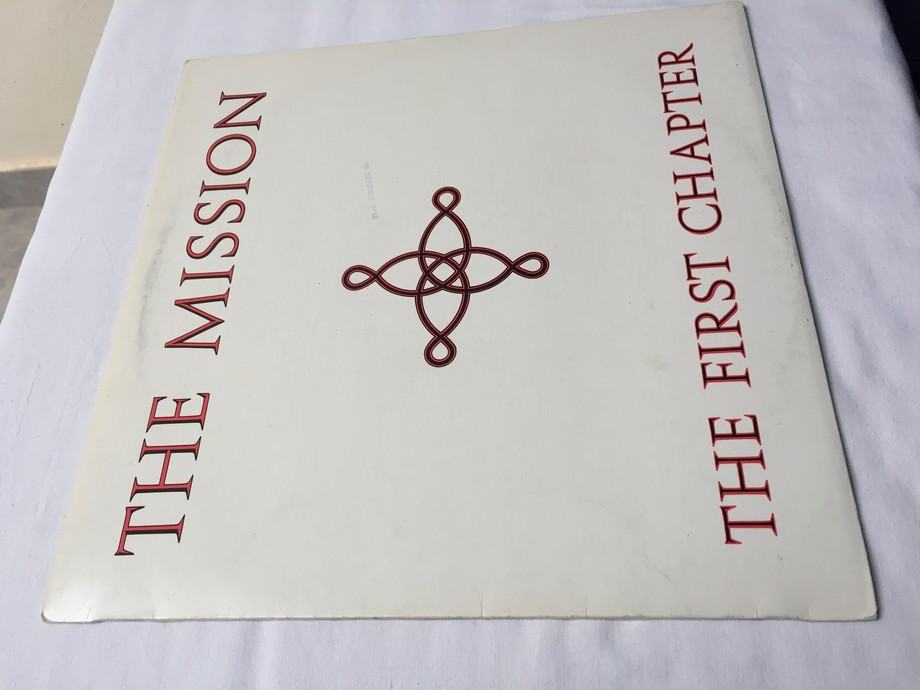 THE MISSION
THE FIRST CHAPTER